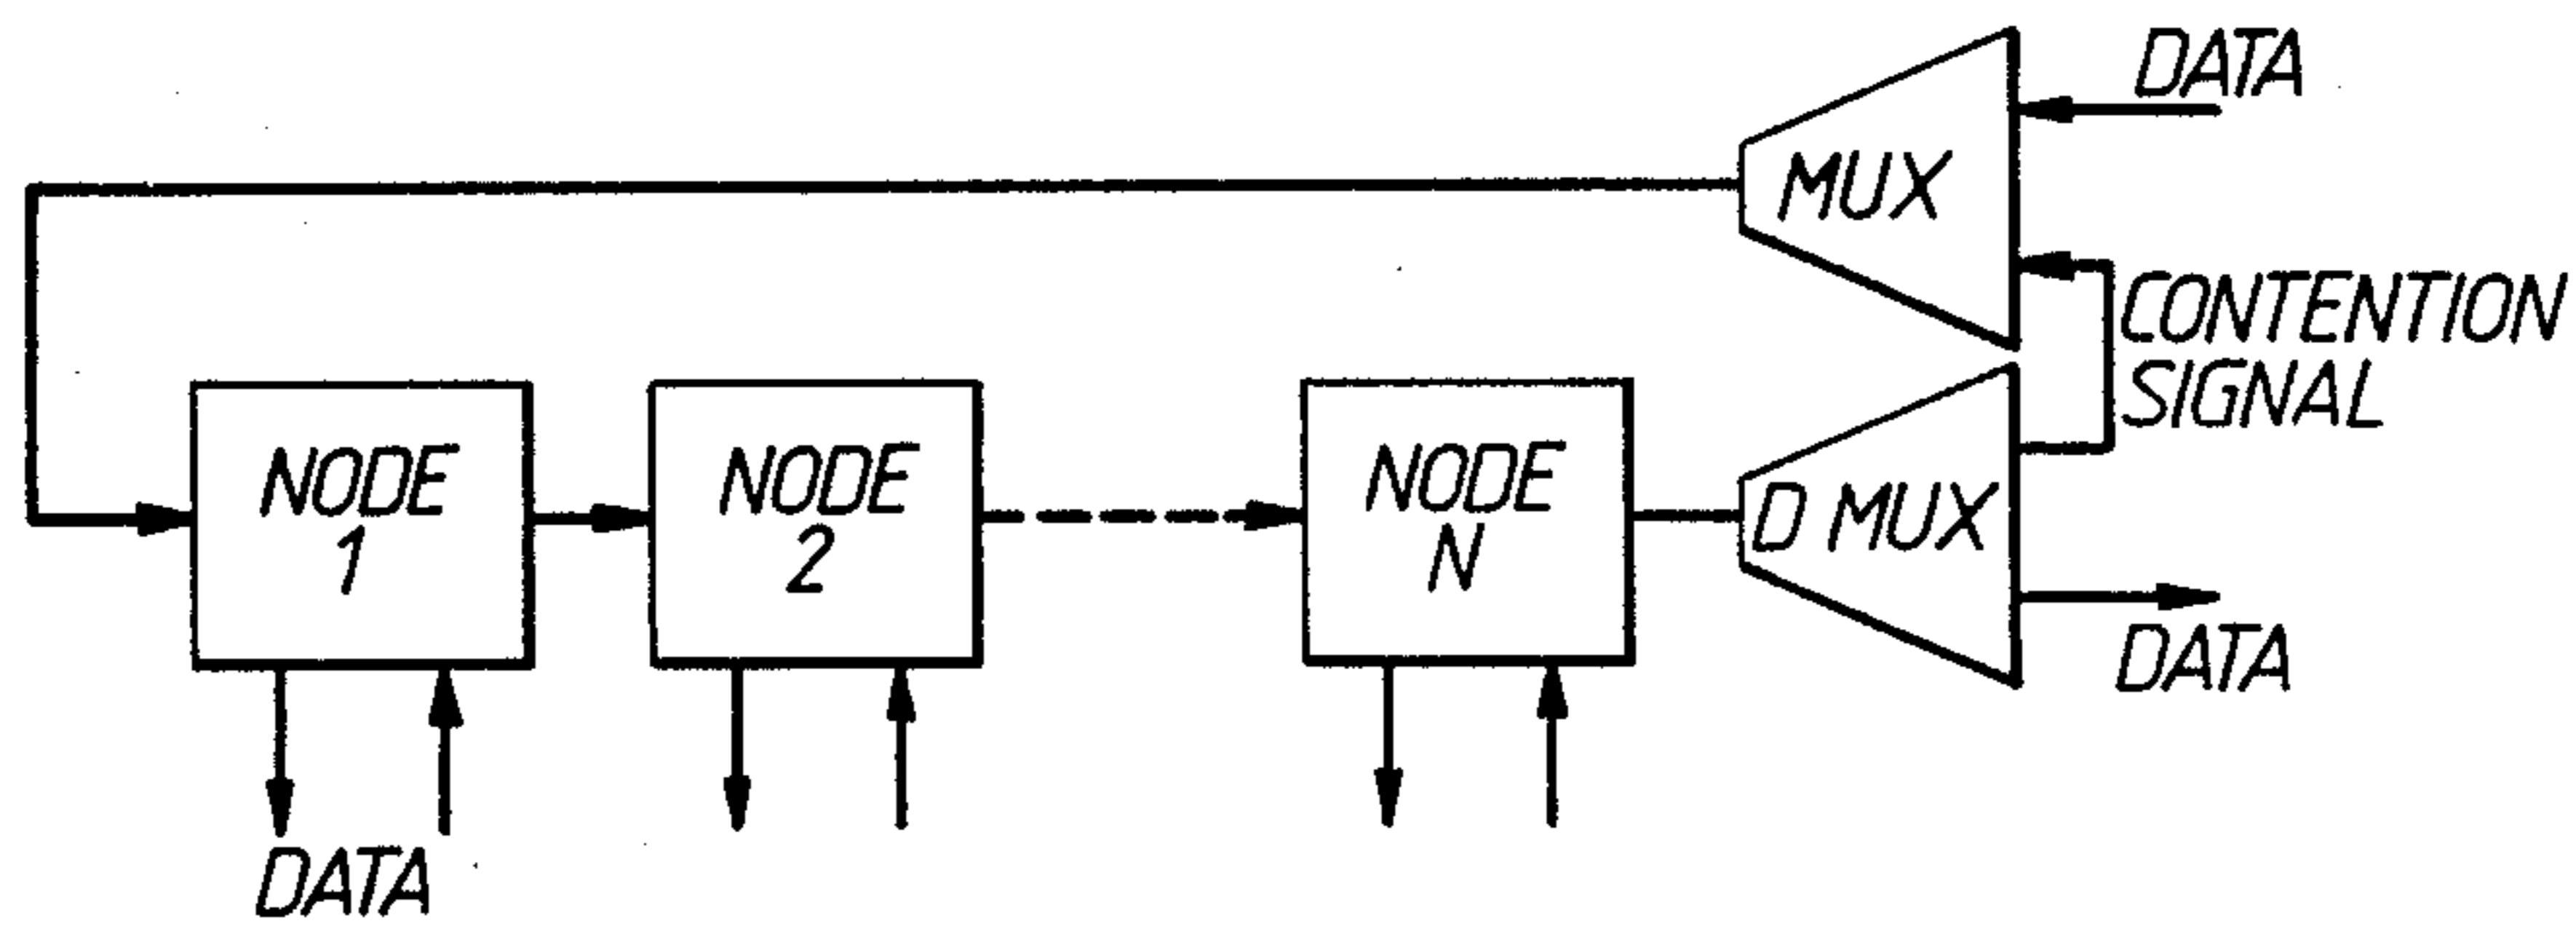 DATA
MUX
CONTENTION
SIGNAL
NODE
1
NODE
2
NODE
N
D MUX
DATA
DATA